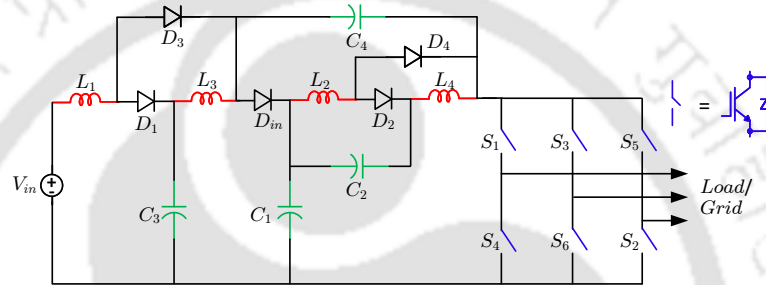 C4
D3
D4
L1
L3
L2
L4
D1
Din
D2
S1
S3
S5
=
Vin
C2
Load/
Grid
C3
C1
S4
S6
S2